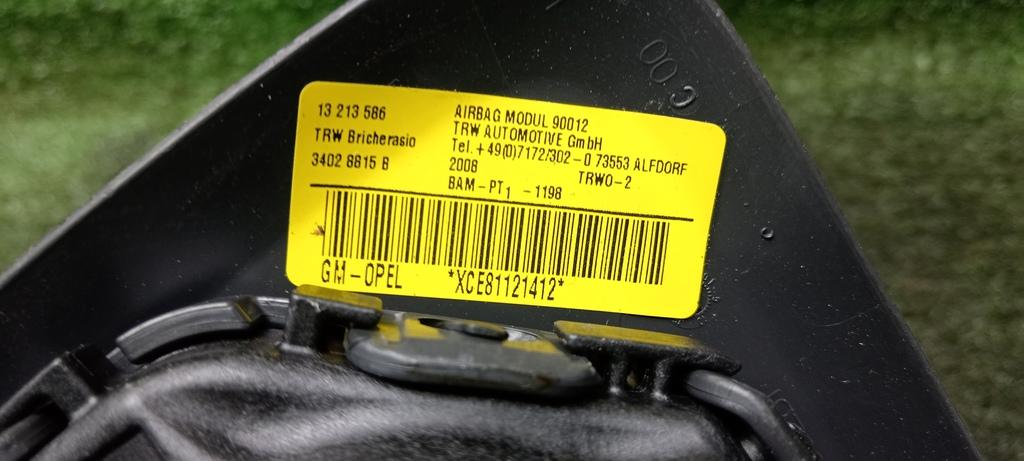 13 213 586
TRW Bricherasio
3402 8815 B
AIRBAG MODUL 90012
TRW AUTOMOTIVE GmbH
Tel.+49(0)7172/302-0 73553 ALFDORF
2008 TRWO-2
BAM-PT1 -1198
GM-OPEL *XCE81121412*